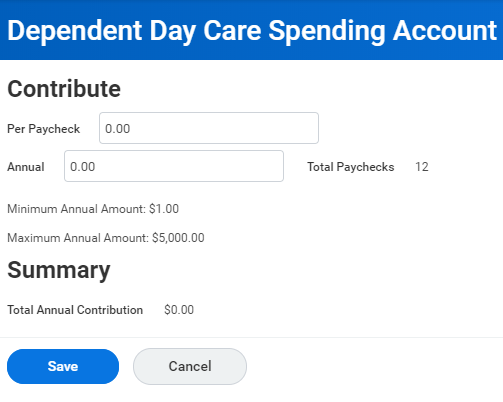 Dependent Day Care Spending Account
Contribute
Per Paycheck 0.00
Annual 0.00 Total Paychecks 12
Minimum Annual Amount: $1.00
Maximum Annual Amount: $5,000.00
Summary
Total Annual Contribution $0.00
Save Cancel